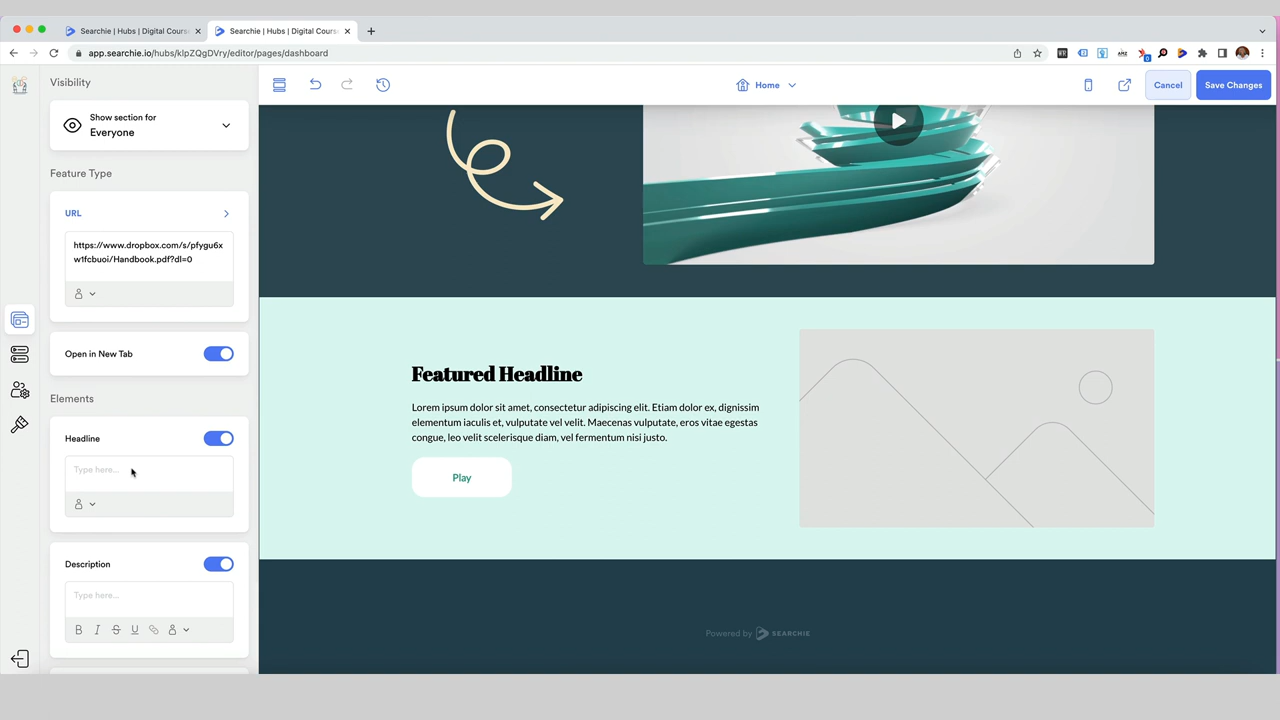 Searchie | Hubs | Digital Cours
Searchie | Hubs | Digital Cours
app.searchie.io/hubs/klpZQgDVry/editor/pages/dashboard
Visibility
Show section for
Everyone
Home
Cancel
Save Changes
Feature Type
URL
https://www.dropbox.com/s/pfygu6x
w1fcbuoi/Handbook.pdf?dl=0
Open in New Tab
Elements
Headline
Type here...
Description
Type here...
B I S U
Featured Headline
Lorem ipsum dolor sit amet, consectetur adipiscing elit. Etiam dolor ex, dignissim
elementum iaculis et, vulputate vel velit. Maecenas vulputate, eros vitae egestas
congue, leo velit scelerisque diam, vel fermentum nisi justo.
Play
Powered by SEARCHIE